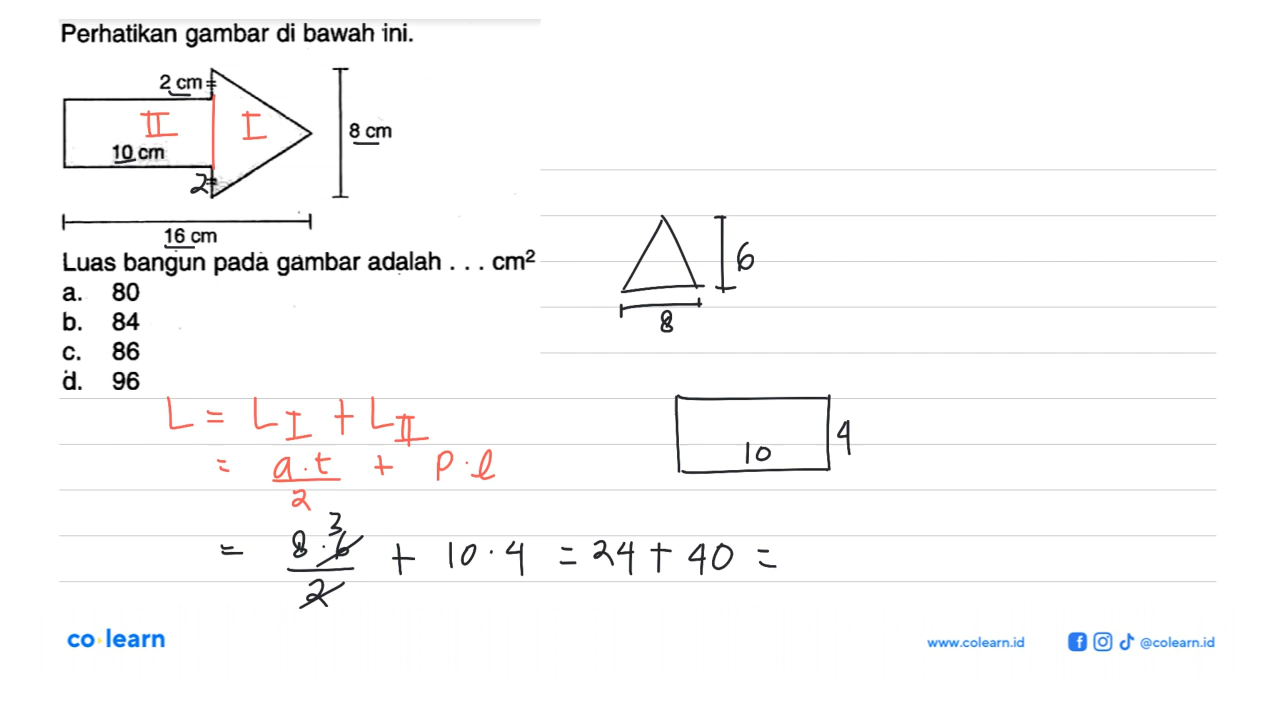 Perhatikan gambar di bawah ini.
2 cm
II
I
8 cm
10 cm
2
16 cm
Luas bangun pada gambar adalah . . . cm²
a. 80
b. 84
c. 86
d. 96
6
8
10
4
L = L I + L II
= a.t/2 + p.l
= 8.6/2 3 + 10.4 = 24 + 40 =
co learn
www.colearn.id
@colearn.id